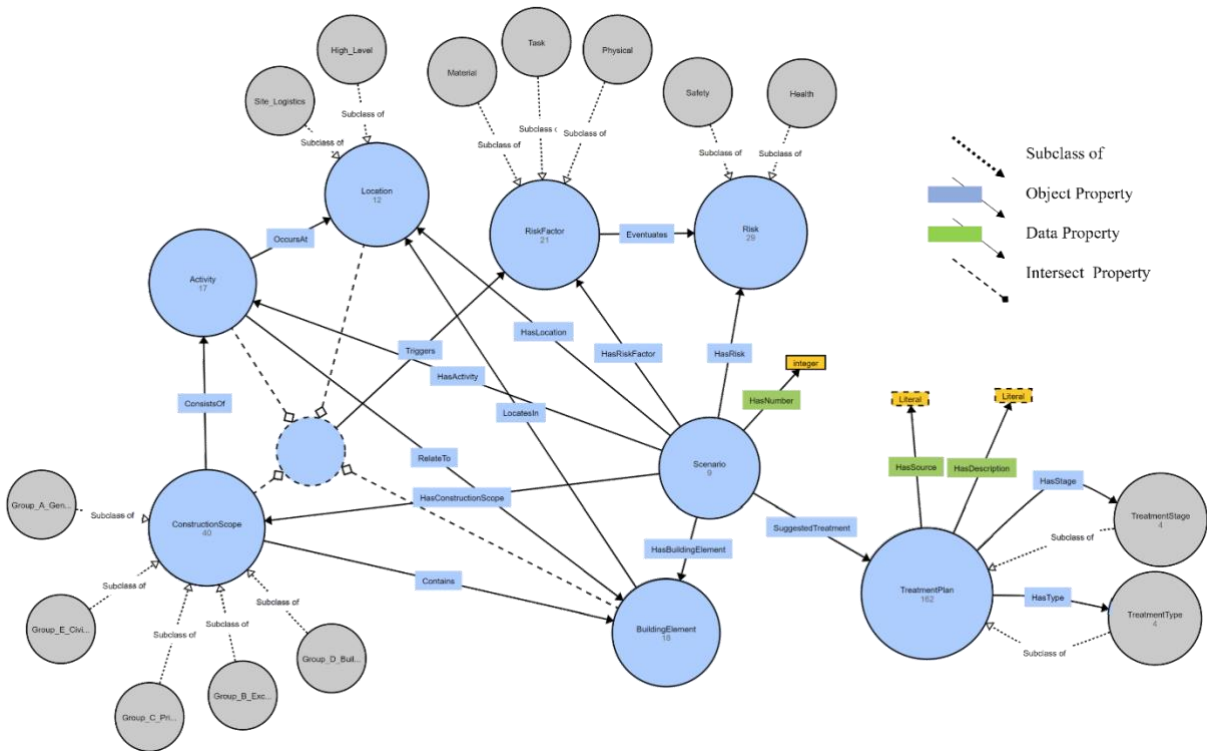 High_Level
Task
Physical
Material
Site_Logistics
Safety
Health
Subclass of
Subclass of
Subclass of
Subclass c
Subclass of
Subclass of
Subclass of
Subclass of
Object Property
Data Property
Intersect Property
Location
12
RiskFactor
21
Eventuates
Risk
29
OccursAt
Activity
17
HasLocation
Triggers
HasRiskFactor
HasRisk
HasActivity
integer
HasNumber
ConsistsOf
LocatesIn
Literal
Literal
RelateTo
Scenario
HasSource
HasDescription
HasStage
HasConstructionScope
Group_A_Gen...
Subclass of
ConstructionScope
40
SuggestedTreatment
TreatmentStage
4
Subclass of
HasBuildingElement
Contains
Subclass of
Subclass of
Subclass of
Subclass of
TreatmentPlan
162
HasType
TreatmentType
4
Subclass of
Group_E_Civi...
BuildingElement
18
Group_D_Buil...
Group_B_Exc...
Group_C_Pri...